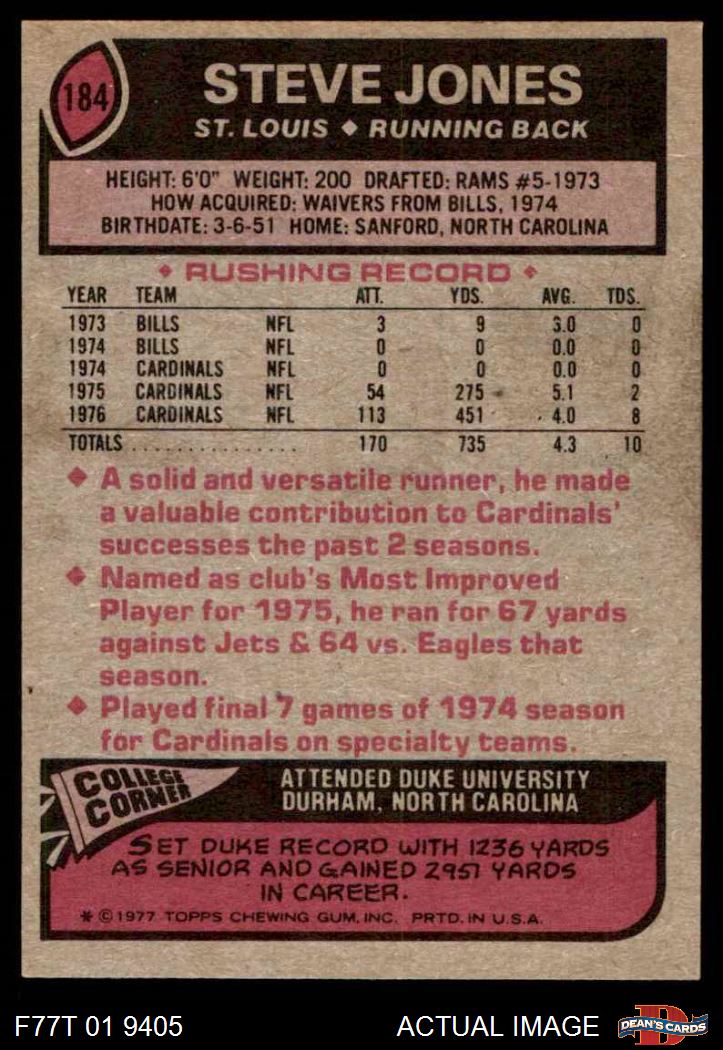 184
STEVE JONES
ST. LOUIS ◆ RUNNING BACK
HEIGHT: 6'0" WEIGHT: 200 DRAFTED: RAMS #5-1973
HOW ACQUIRED: WAIVERS FROM BILLS, 1974
BIRTHDATE: 3-6-51 HOME: SANFORD, NORTH CAROLINA
◆ RUSHING RECORD ◆
YEAR TEAM ATT. YDS. AVG. TDS.
1973 BILLS NFL 3 9 3.0 0
1974 BILLS NFL 0 0 0.0 0
1974 CARDINALS NFL 0 0 0.0 0
1975 CARDINALS NFL 54 275 5.1 2
1976 CARDINALS NFL 113 451 4.0 8
TOTALS ................ 170 735 4.3 10
◆ A solid and versatile runner, he made
a valuable contribution to Cardinals'
successes the past 2 seasons.
◆ Named as club's Most Improved
Player for 1975, he ran for 67 yards
against Jets & 64 vs. Eagles that
season.
◆ Played final 7 games of 1974 season
for Cardinals on specialty teams.
COLLEGE
CORNER
ATTENDED DUKE UNIVERSITY
DURHAM, NORTH CAROLINA
SET DUKE RECORD WITH 1236 YARDS
AS SENIOR AND GAINED 2951 YARDS
IN CAREER.
* © 1977 TOPPS CHEWING GUM, INC. PRTD. IN U.S.A.
F77T 01 9405
ACTUAL IMAGE
D
DEAN'S CARDS